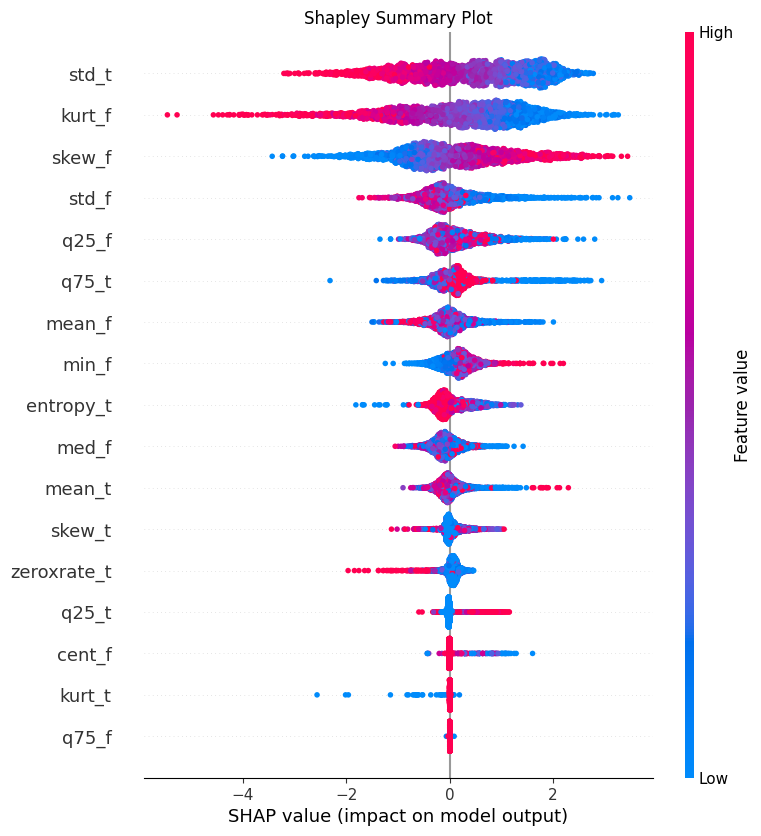 Shapley Summary Plot
High
std_t
kurt_f
skew_f
std_f
q25_f
q75_t
mean_f
min_f
entropy_t
med_f
mean_t
skew_t
zeroxrate_t
q25_t
cent_f
kurt_t
q75_f
Feature value
Low
−4 −2 0 2
SHAP value (impact on model output)